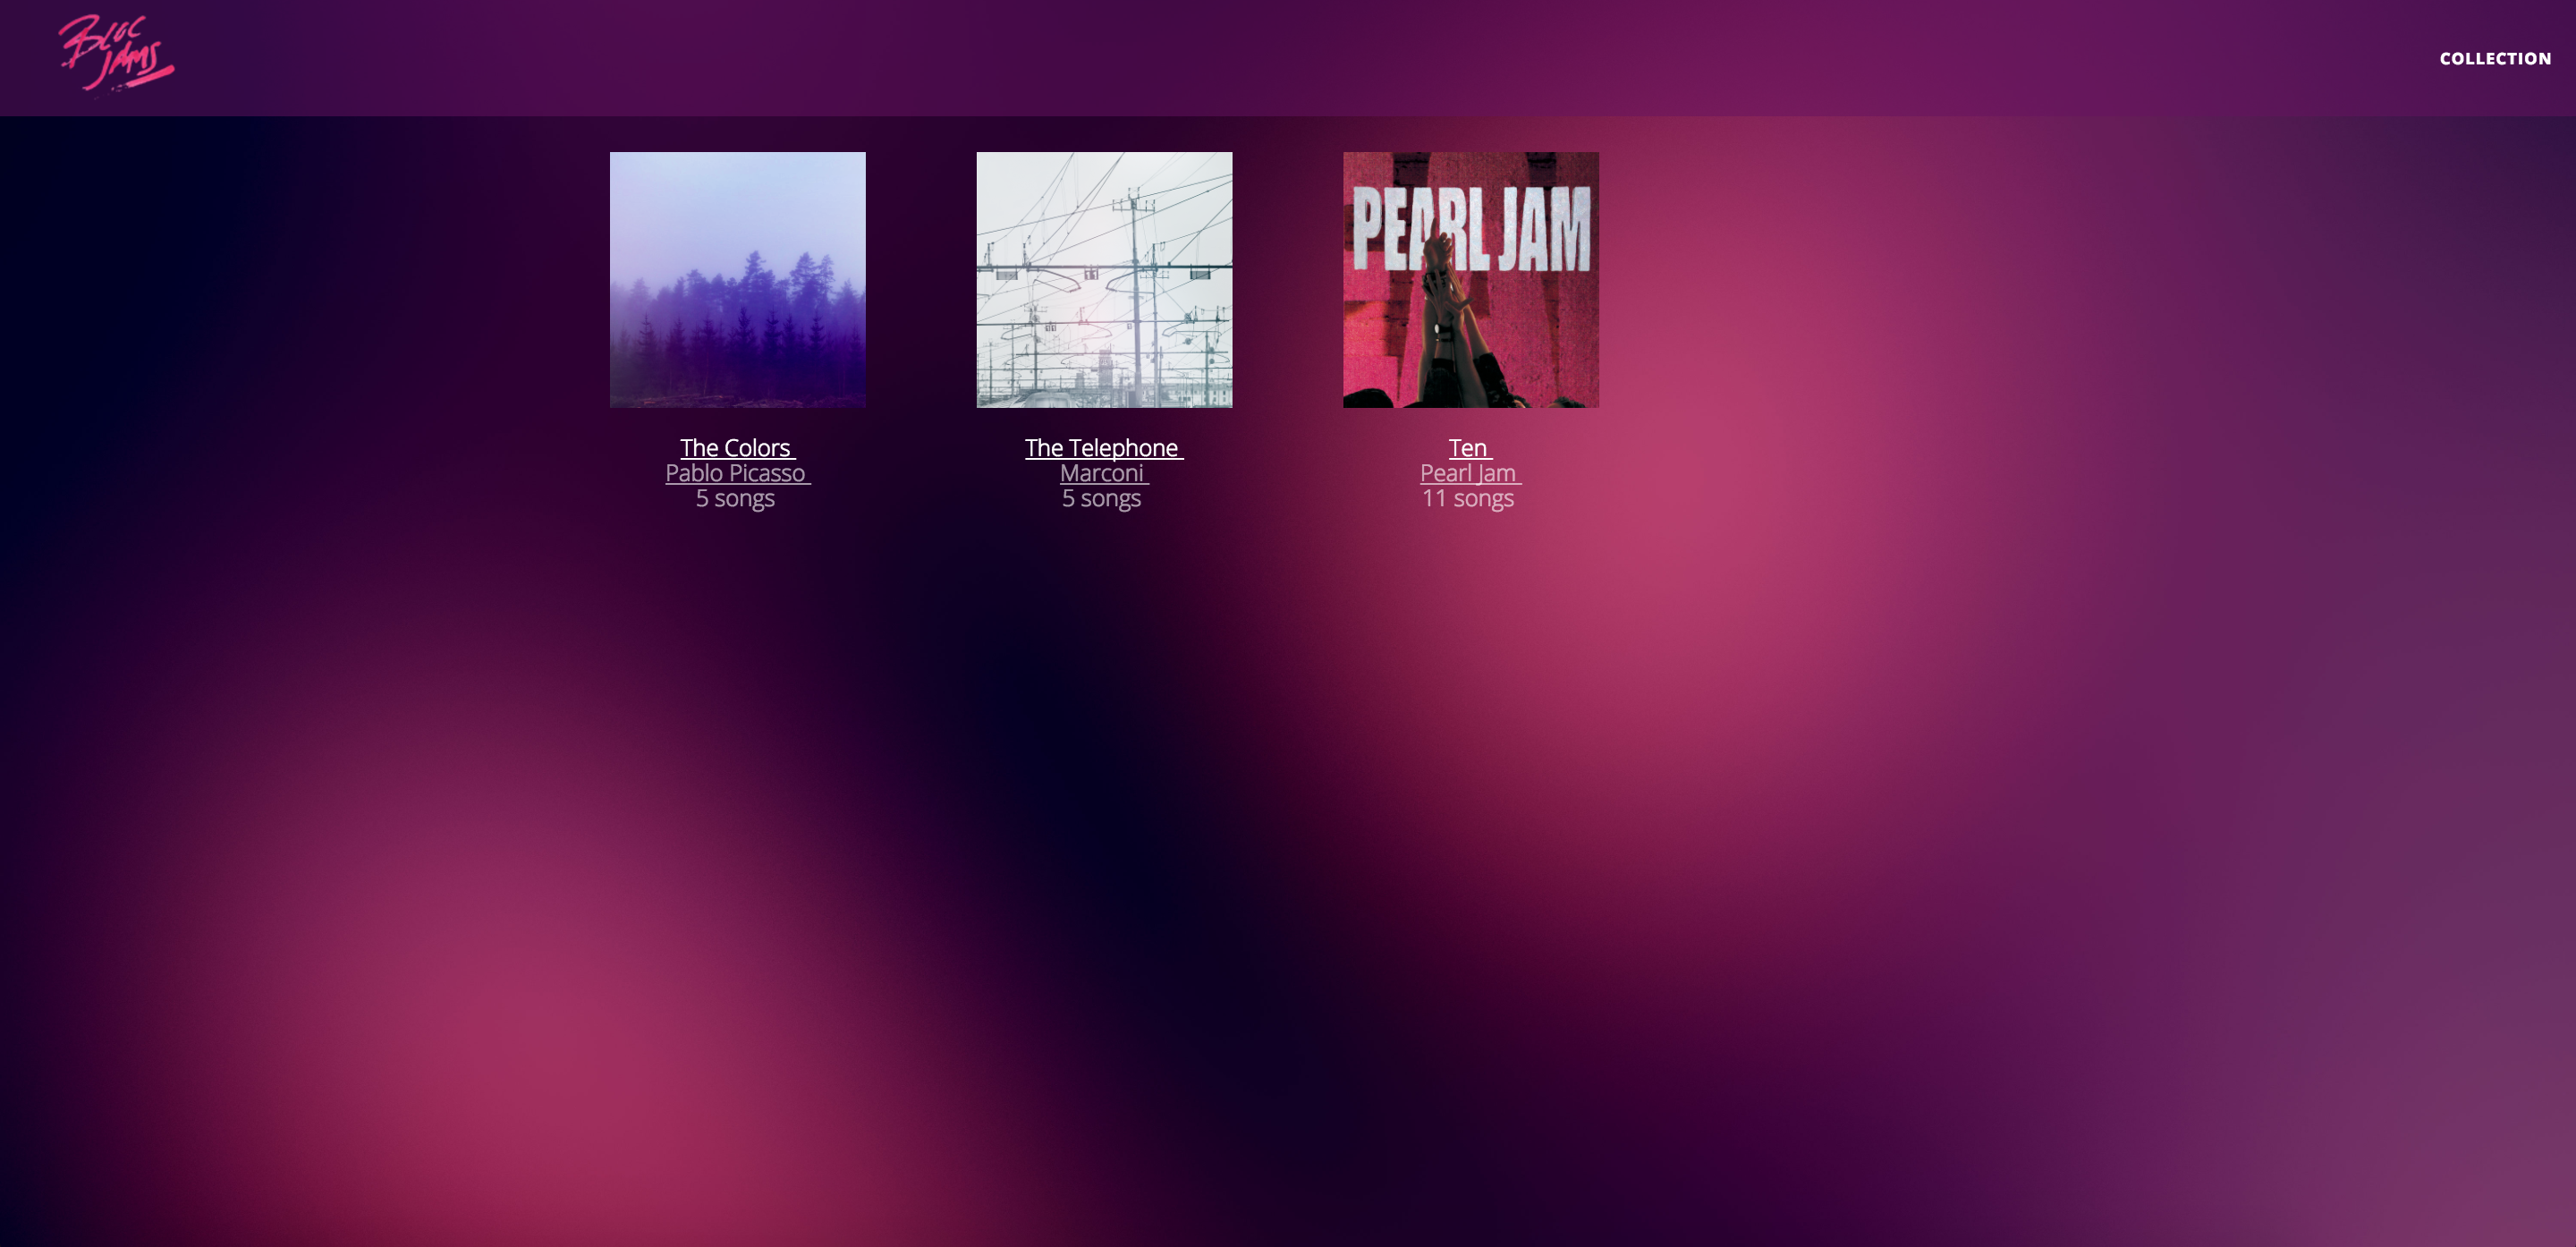 BLOC
JAMS
COLLECTION
PEARL JAM
The Colors
Pablo Picasso
5 songs
The Telephone
Marconi
5 songs
Ten
Pearl Jam
11 songs